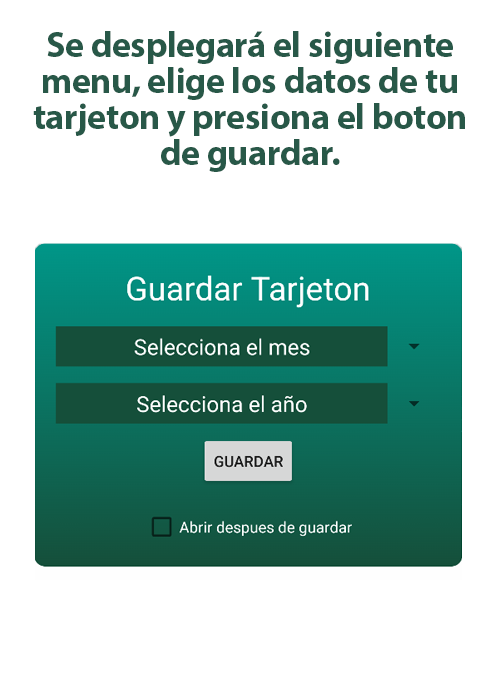 Se desplegará el siguiente
menu, elige los datos de tu
tarjeton y presiona el boton
de guardar.
Guardar Tarjeton
Selecciona el mes
Selecciona el año
GUARDAR
Abrir despues de guardar